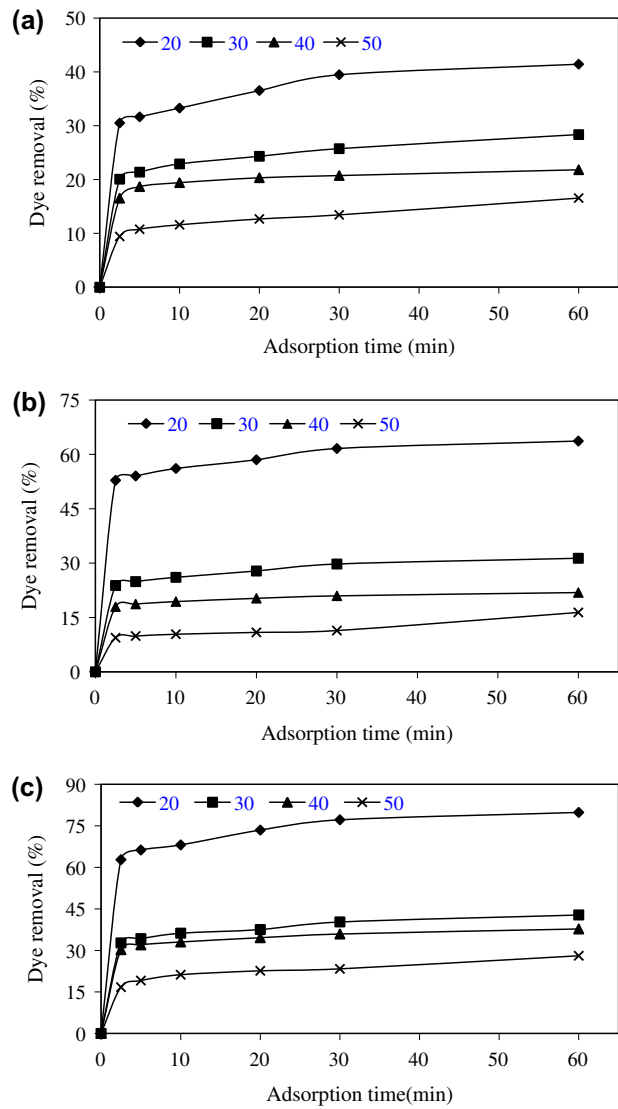 (a)
50
20 30 40 50
40
30
20
10
0
Dye removal (%)
0 10 20 30 40 50 60
Adsorption time (min)
(b)
75
20 30 40 50
60
45
30
15
0
Dye removal (%)
0 10 20 30 40 50 60
Adsorption time (min)
(c)
90
20 30 40 50
75
60
45
30
15
0
Dye removal (%)
0 10 20 30 40 50 60
Adsorption time(min)